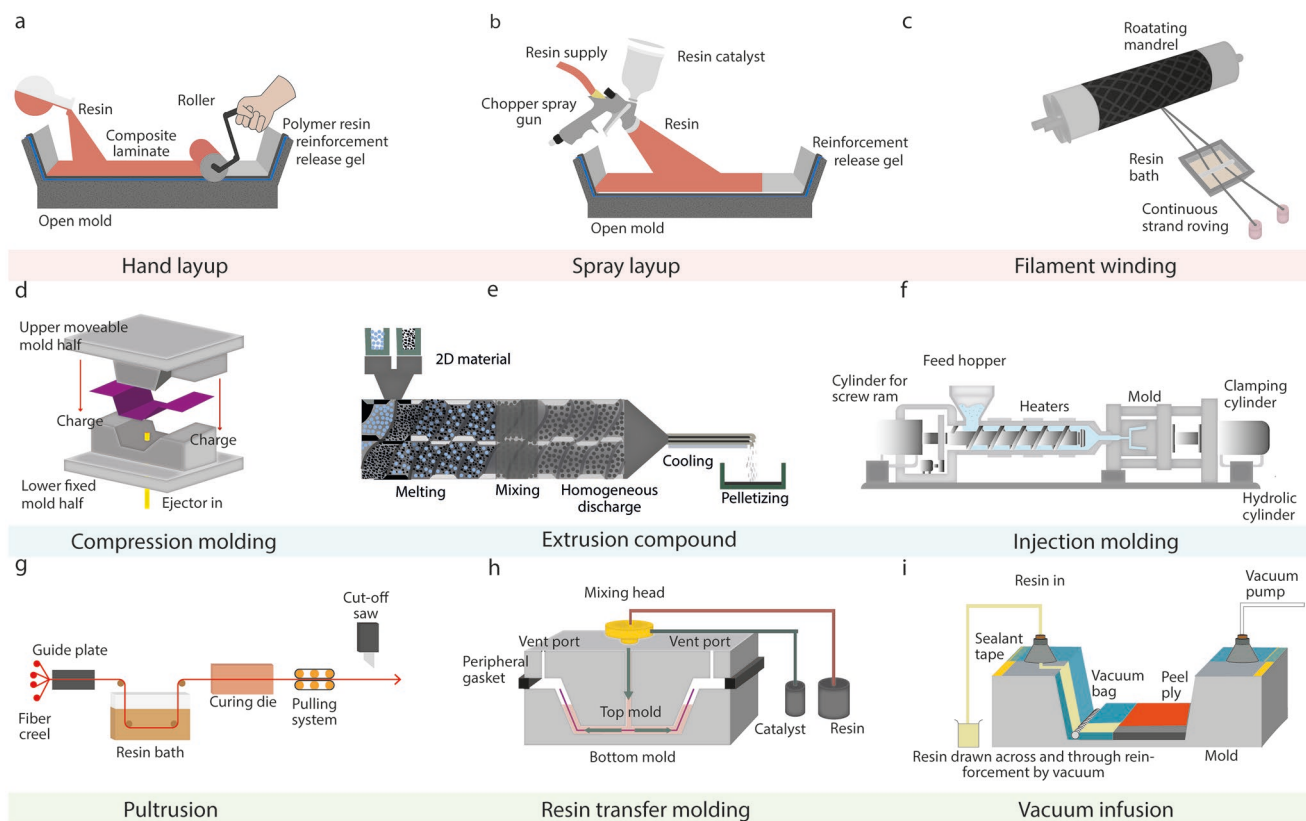 a
Resin
Roller
Composite
laminate
Polymer resin
reinforcement
release gel
Open mold
Hand layup
b
Resin supply
Resin catalyst
Chopper spray
gun
Resin
Reinforcement
release gel
Open mold
Spray layup
c
Roatating
mandrel
Resin
bath
Continuous
strand roving
Filament winding
d
Upper moveable
mold half
Charge
Charge
Lower fixed
mold half
Ejector in
Compression molding
e
2D material
Melting
Mixing
Homogeneous
discharge
Cooling
Pelletizing
Extrusion compound
f
Feed hopper
Cylinder for
screw ram
Heaters
Mold
Clamping
cylinder
Hydrolic
cylinder
Injection molding
g
Guide plate
Fiber
creel
Resin bath
Curing die
Pulling
system
Cut-off
saw
Pultrusion
h
Mixing head
Vent port
Vent port
Peripheral
gasket
Top mold
Bottom mold
Catalyst
Resin
Resin transfer molding
i
Resin in
Vacuum
pump
Sealant
tape
Vacuum
bag
Peel
ply
Resin drawn across and through rein-
forcement by vacuum
Mold
Vacuum infusion